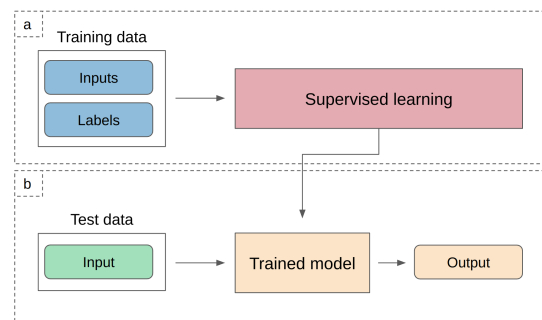 a
Training data
Inputs
Labels
Supervised learning
b
Test data
Input
Trained model
Output